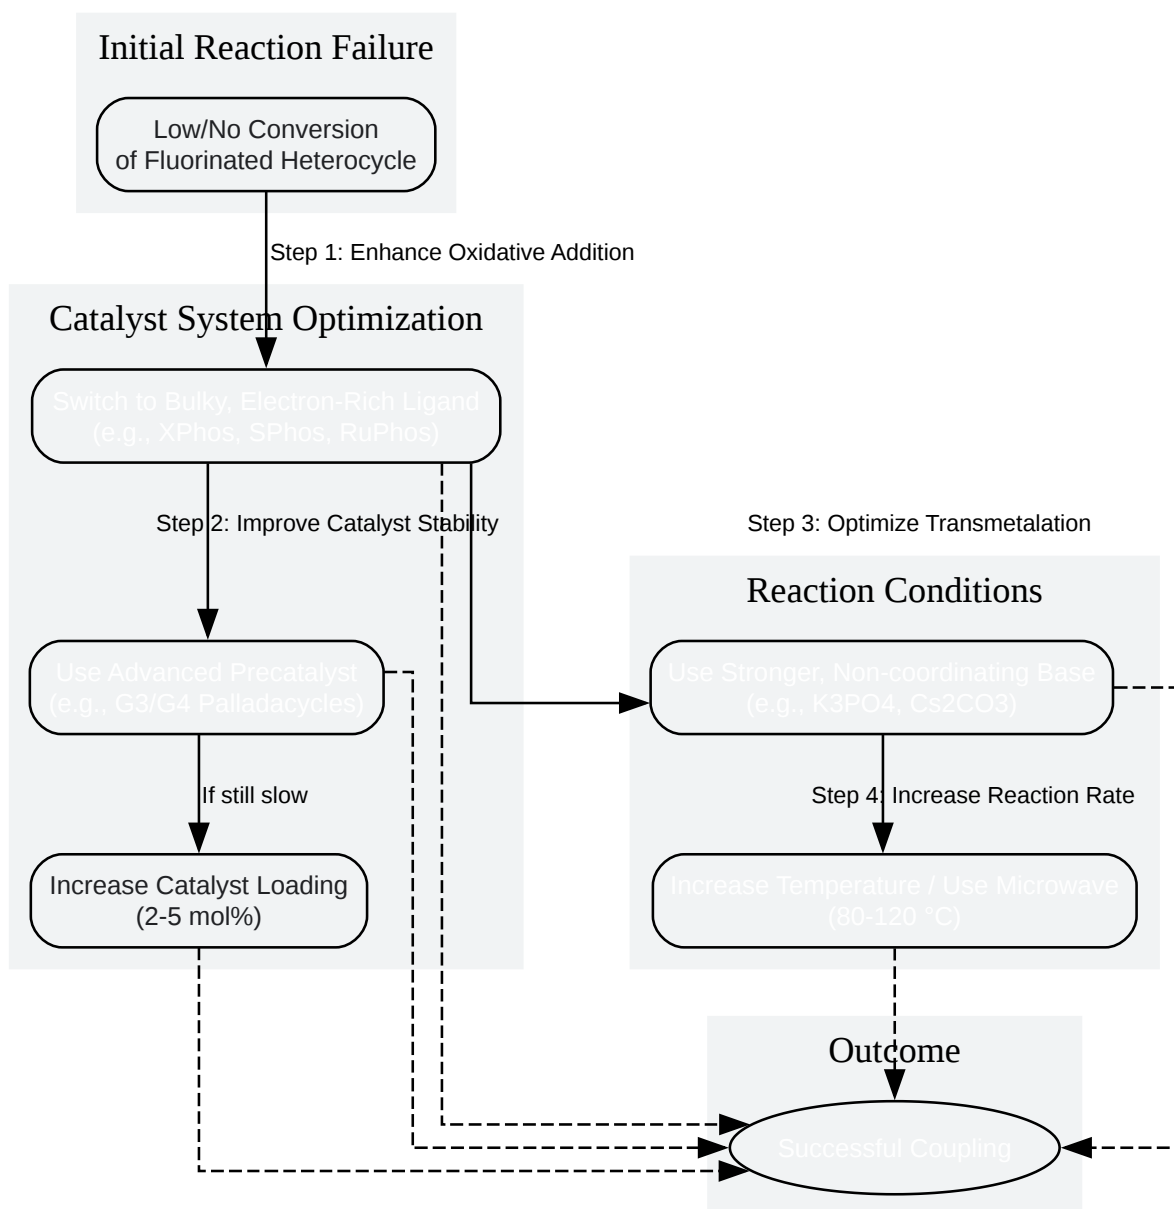 Initial Reaction Failure
Low/No Conversion
of Fluorinated Heterocycle
Step 1: Enhance Oxidative Addition
Catalyst System Optimization
Switch to Bulky, Electron-Rich Ligand
(e.g., XPhos, SPhos, RuPhos)
Step 2: Improve Catalyst Stability
Step 3: Optimize Transmetalation
Reaction Conditions
Use Advanced Precatalyst
(e.g., G3/G4 Palladacycles)
Use Stronger, Non-coordinating Base
(e.g., K3PO4, Cs2CO3)
If still slow
Step 4: Increase Reaction Rate
Increase Catalyst Loading
(2-5 mol%)
Increase Temperature / Use Microwave
(80-120 °C)
Outcome
Successful Coupling